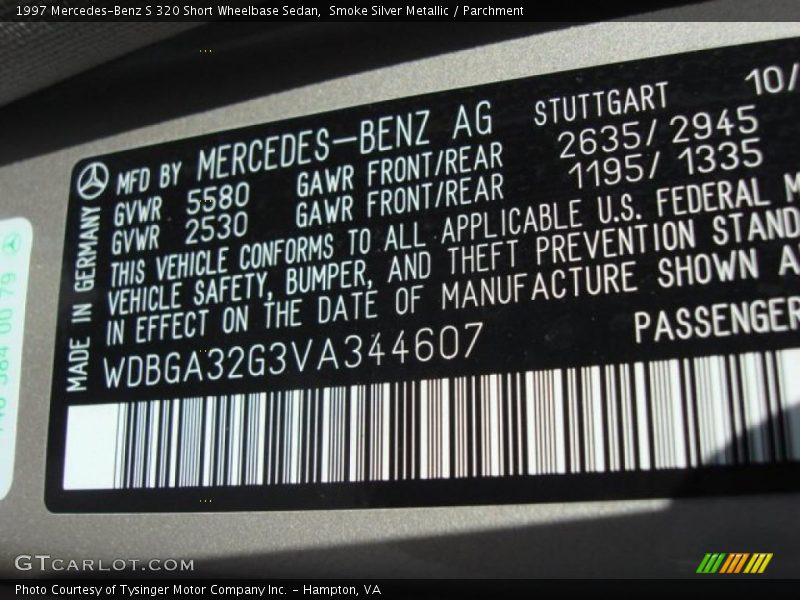 1997 Mercedes-Benz S 320 Short Wheelbase Sedan, Smoke Silver Metallic / Parchment
MFD BY MERCEDES-BENZ AG STUTTGART 10/
GVWR 5580 GAWR FRONT/REAR 2635/ 2945
GVWR 2530 GAWR FRONT/REAR 1195/ 1335
THIS VEHICLE CONFORMS TO ALL APPLICABLE U.S. FEDERAL M
VEHICLE SAFETY, BUMPER, AND THEFT PREVENTION STAND
IN EFFECT ON THE DATE OF MANUFACTURE SHOWN A
WDBGA32G3VA344607 PASSENGER
MADE IN GERMANY
GTCARLOT.COM
Photo Courtesy of Tysinger Motor Company Inc. - Hampton, VA